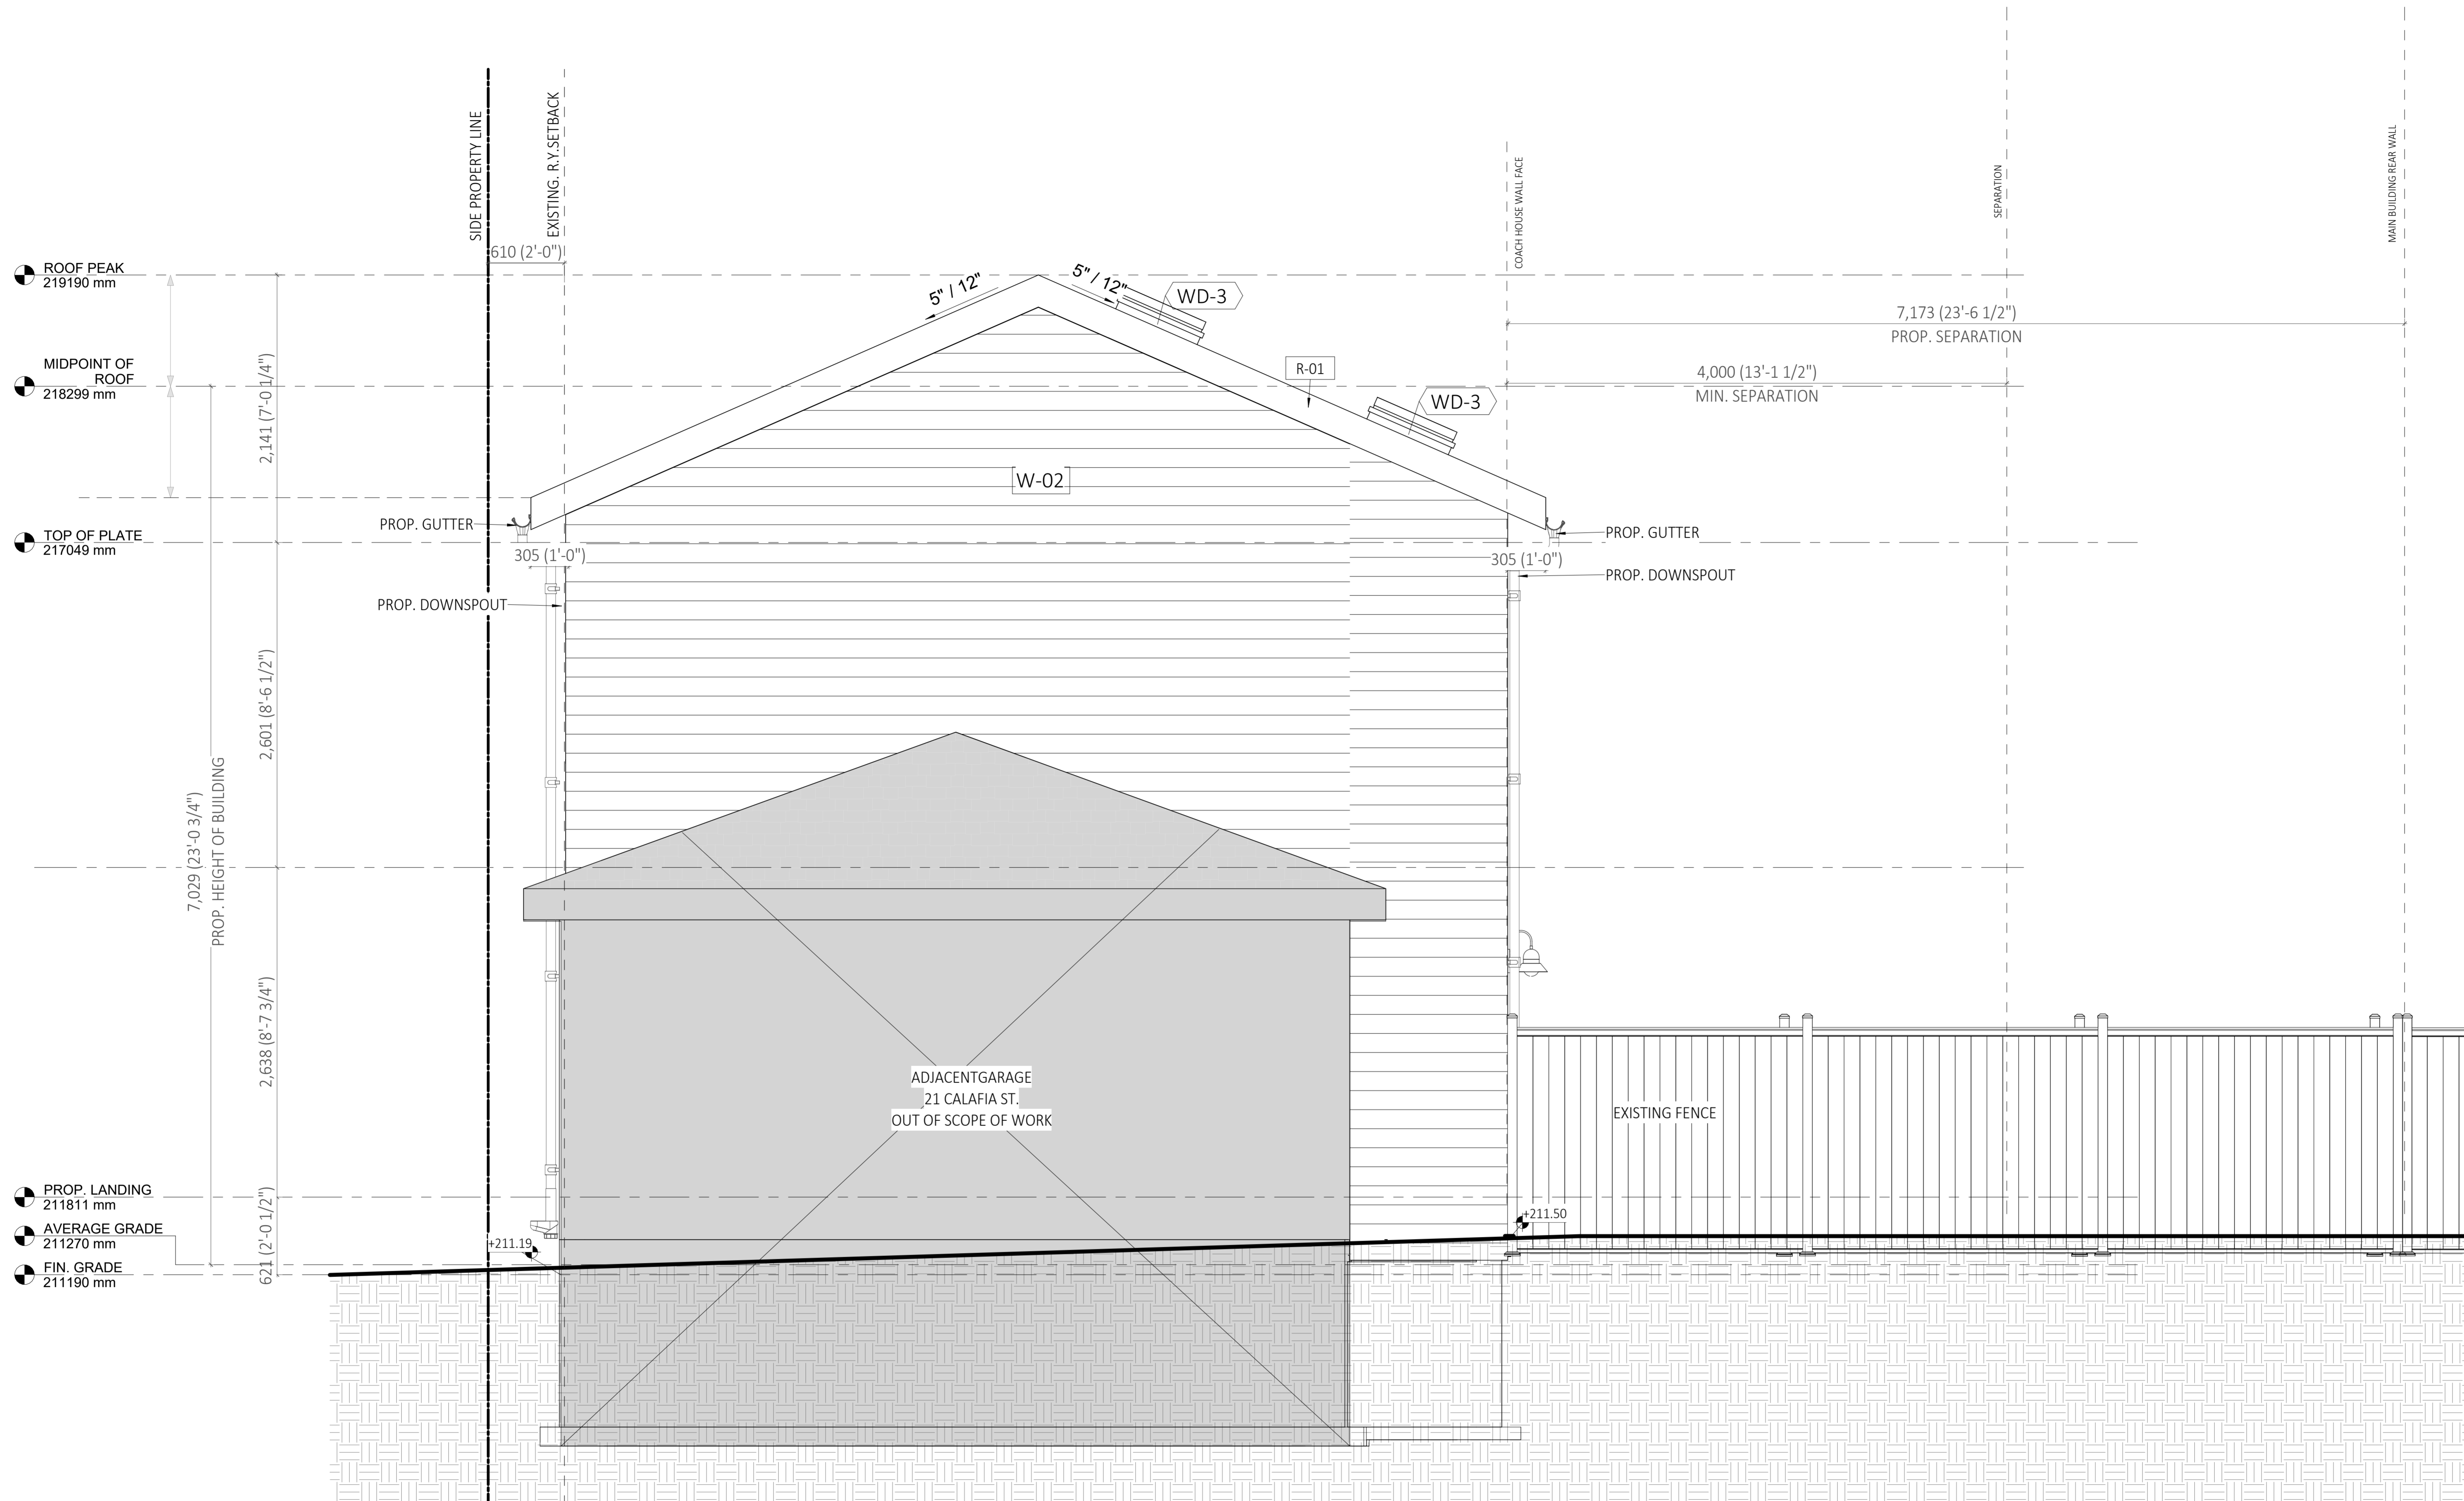 SIDE PROPERTY LINE
EXISTING. R.Y.SETBACK
COACH HOUSE WALL FACE
SEPARATION
MAIN BUILDING REAR WALL
610 (2'-0")
ROOF PEAK
219190 mm
5" / 12"
5" / 12"
WD-3
7,173 (23'-6 1/2")
PROP. SEPARATION
MIDPOINT OF
ROOF
218299 mm
2,141 (7'-0 1/4")
R-01
4,000 (13'-1 1/2")
MIN. SEPARATION
WD-3
W-02
PROP. GUTTER
PROP. GUTTER
TOP OF PLATE
217049 mm
305 (1'-0")
305 (1'-0")
PROP. DOWNSPOUT
PROP. DOWNSPOUT
2,601 (8'-6 1/2")
7,029 (23'-0 3/4")
PROP. HEIGHT OF BUILDING
2,638 (8'-7 3/4")
ADJACENTGARAGE
21 CALAFIA ST.
OUT OF SCOPE OF WORK
EXISTING FENCE
PROP. LANDING
211811 mm
+211.50
AVERAGE GRADE
211270 mm
+211.19
621 (2'-0 1/2")
FIN. GRADE
211190 mm